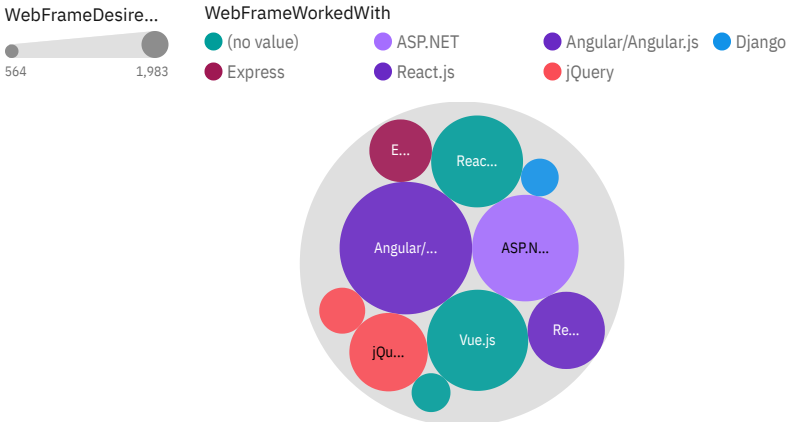 WebFrameDesire...
564
1,983
WebFrameWorkedWith
(no value)
ASP.NET
Angular/Angular.js
Django
Express
React.js
jQuery
E...
Reac...
Angular/...
ASP.N...
Re...
Vue.js
jQu...